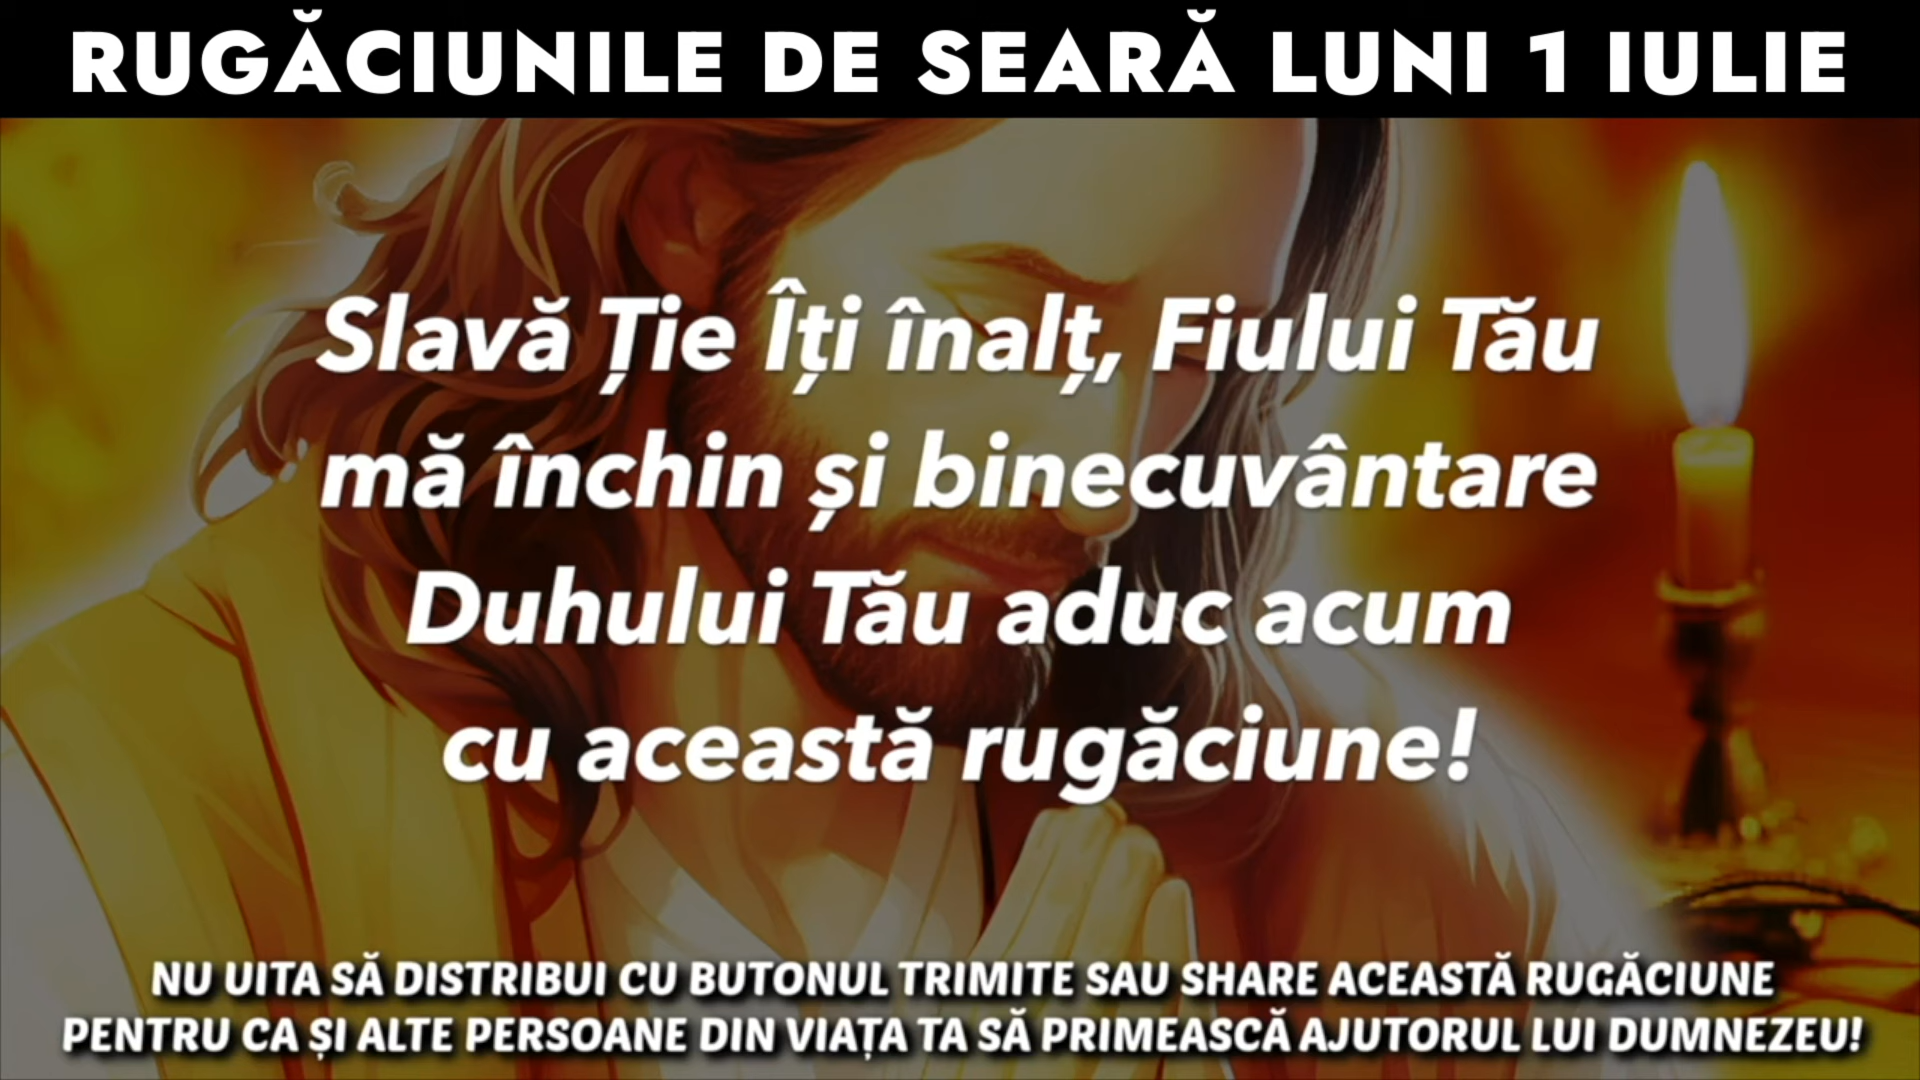 RUGĂCIUNILE DE SEARĂ LUNI 1 IULIE
Slavă Ție Îți înalț, Fiului Tău
mă închin și binecuvântare
Duhului Tău aduc acum
cu această rugăciune!
NU UITA SĂ DISTRIBUI CU BUTONUL TRIMITE SAU SHARE ACEASTĂ RUGĂCIUNE
PENTRU CA ȘI ALTE PERSOANE DIN VIAȚA TA SĂ PRIMEASCĂ AJUTORUL LUI DUMNEZEU!